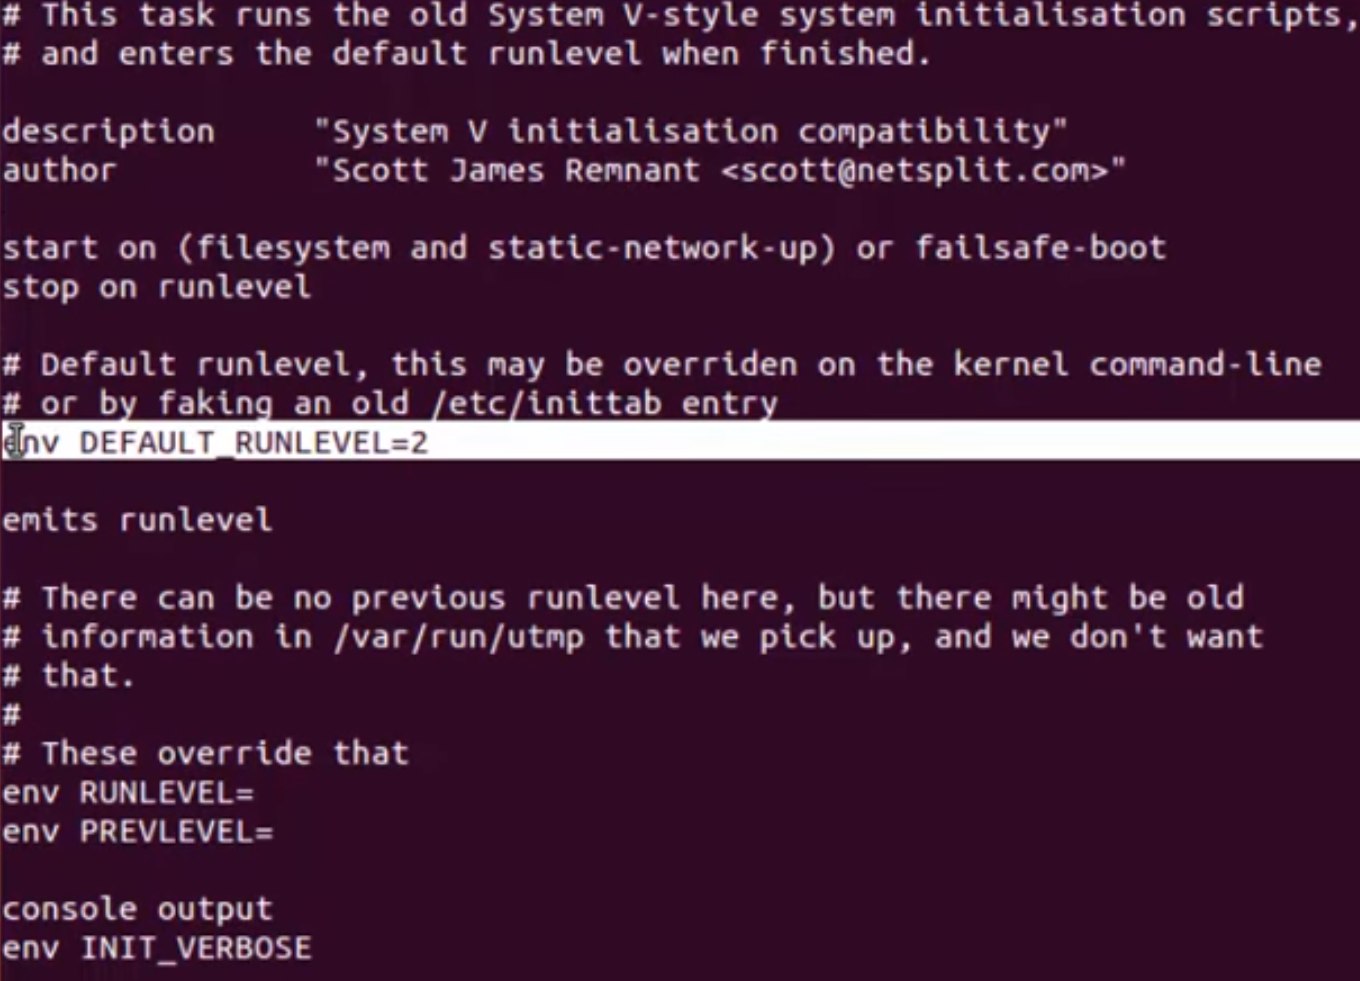 # This task runs the old System V-style system initialisation scripts,
# and enters the default runlevel when finished.
description "System V initialisation compatibility"
author "Scott James Remnant <scott@netsplit.com>"
start on (filesystem and static-network-up) or failsafe-boot
stop on runlevel
# Default runlevel, this may be overriden on the kernel command-line
# or by faking an old /etc/inittab entry
env DEFAULT_RUNLEVEL=2
emits runlevel
# There can be no previous runlevel here, but there might be old
# information in /var/run/utmp that we pick up, and we don't want
# that.
#
# These override that
env RUNLEVEL=
env PREVLEVEL=
console output
env INIT_VERBOSE